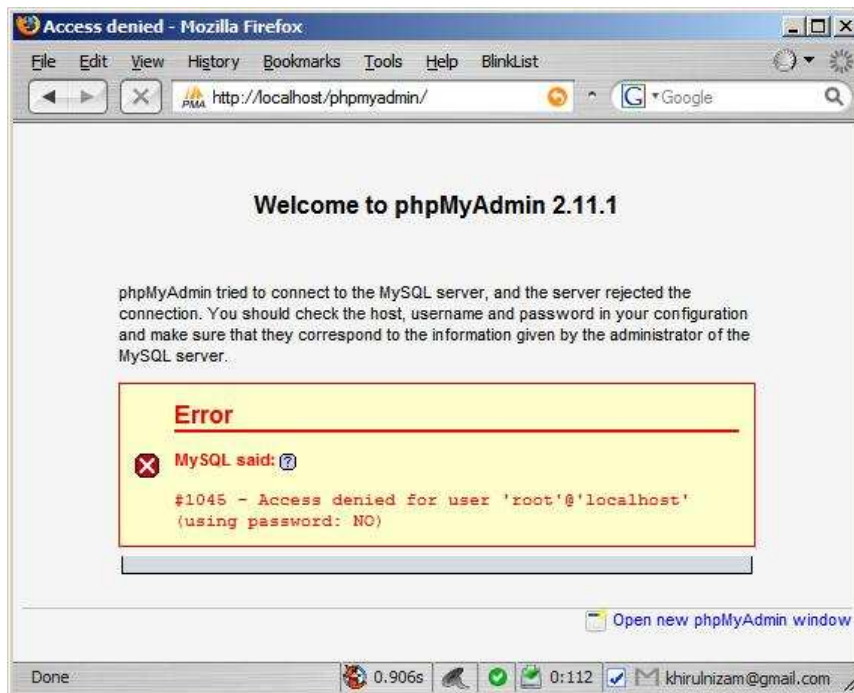 Access denied - Mozilla Firefox
File Edit View History Bookmarks Tools Help BlinkList
PMA http://localhost/phpmyadmin/ G Google
Welcome to phpMyAdmin 2.11.1
phpMyAdmin tried to connect to the MySQL server, and the server rejected the
connection. You should check the host, username and password in your configuration
and make sure that they correspond to the information given by the administrator of the
MySQL server.
Error
MySQL said: ?
#1045 - Access denied for user 'root'@'localhost'
(using password: NO)
Open new phpMyAdmin window
Done 0.906s 0:112 khirulnizam@gmail.com